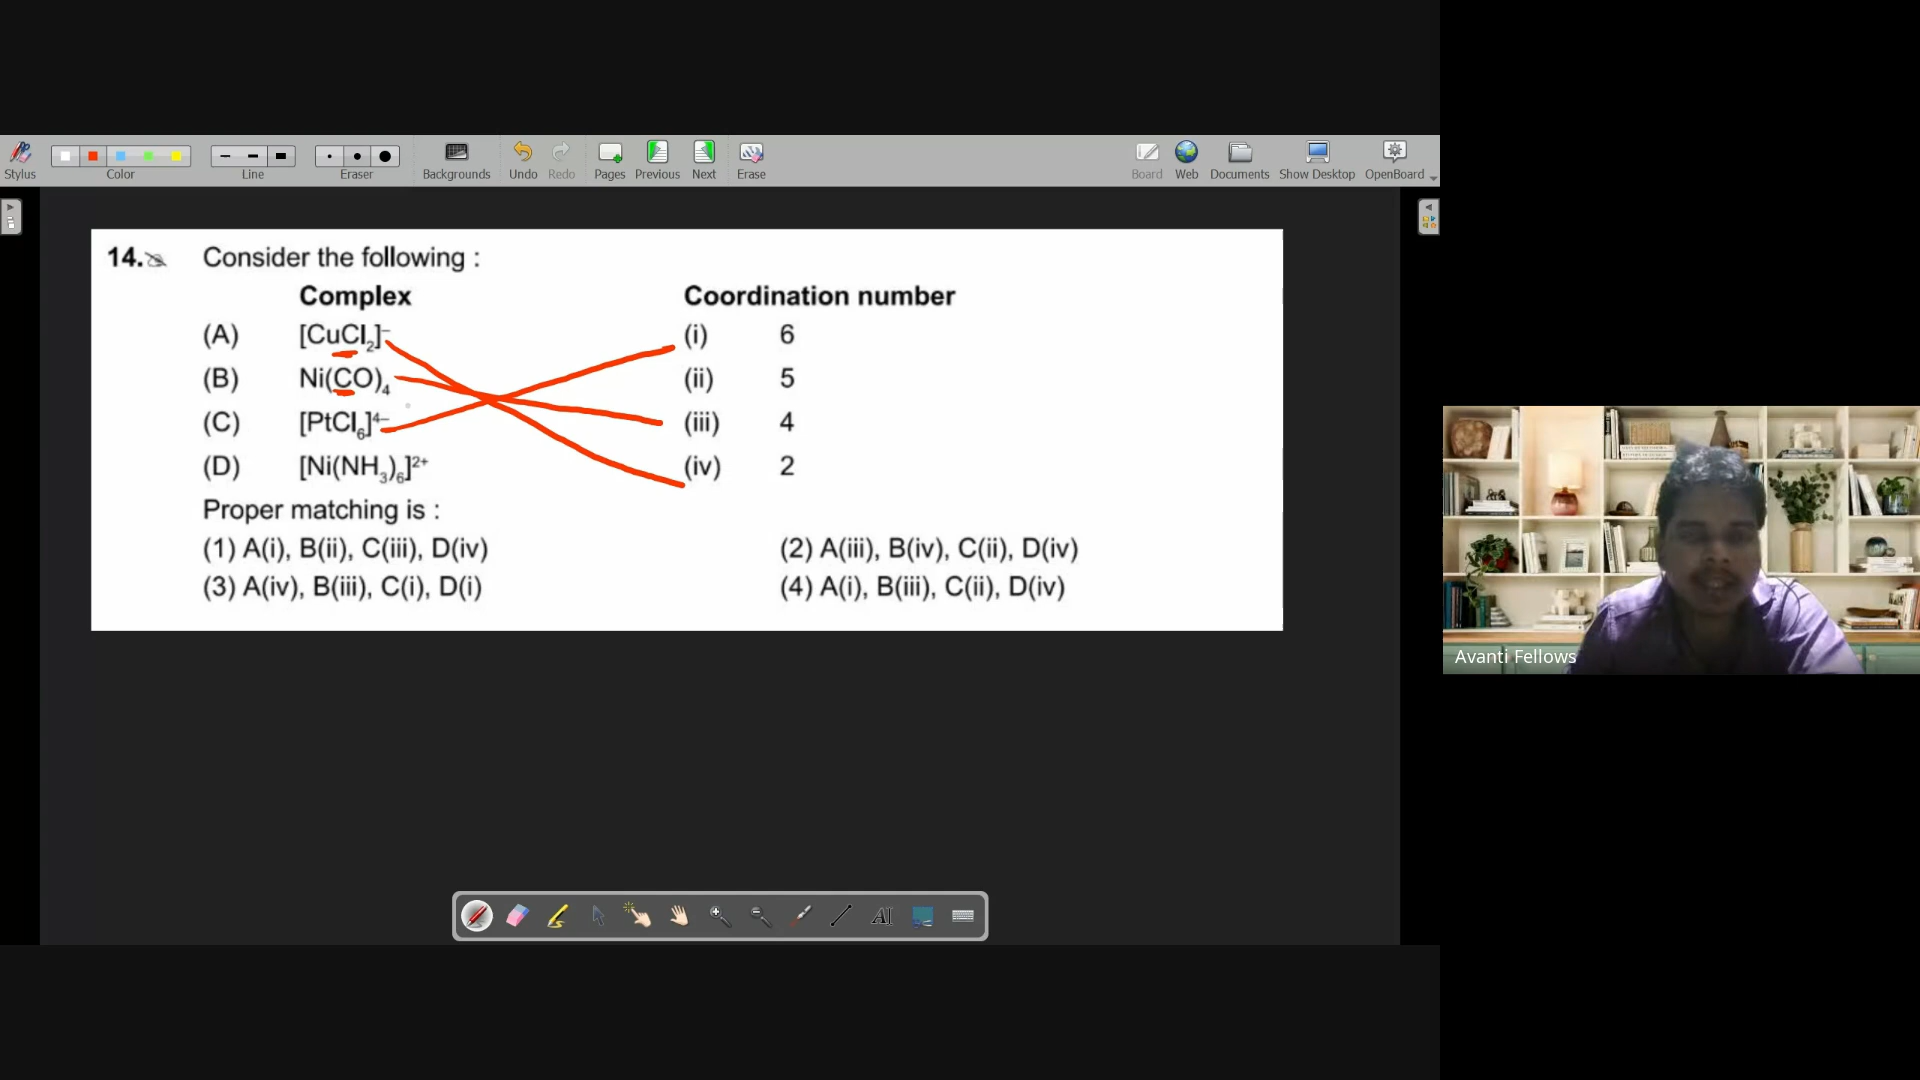 Stylus Color Line Eraser Backgrounds Undo Redo Pages Previous Next Erase Board Web Documents Show Desktop OpenBoard
14. Consider the following :
Complex Coordination number
(A) [CuCl₂]⁻ (i) 6
(B) Ni(CO)₄ (ii) 5
(C) [PtCl₆]⁴⁻ (iii) 4
(D) [Ni(NH₃)₆]²⁺ (iv) 2
Proper matching is :
(1) A(i), B(ii), C(iii), D(iv) (2) A(iii), B(iv), C(ii), D(iv)
(3) A(iv), B(iii), C(i), D(i) (4) A(i), B(iii), C(ii), D(iv)
Avanti Fellows
AI